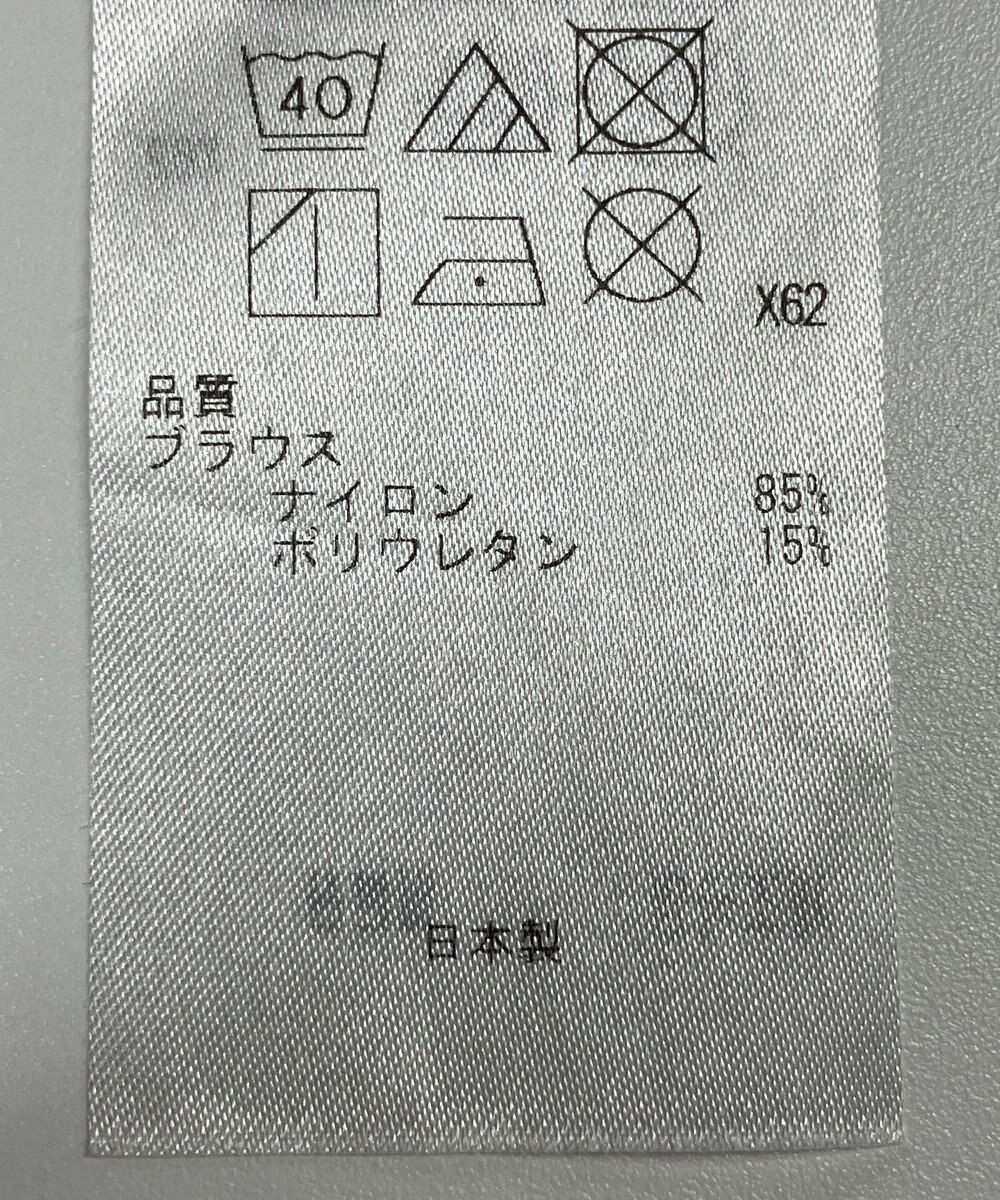 40
X62
品質
ブラウス
ナイロン 85%
ポリウレタン 15%
日本製